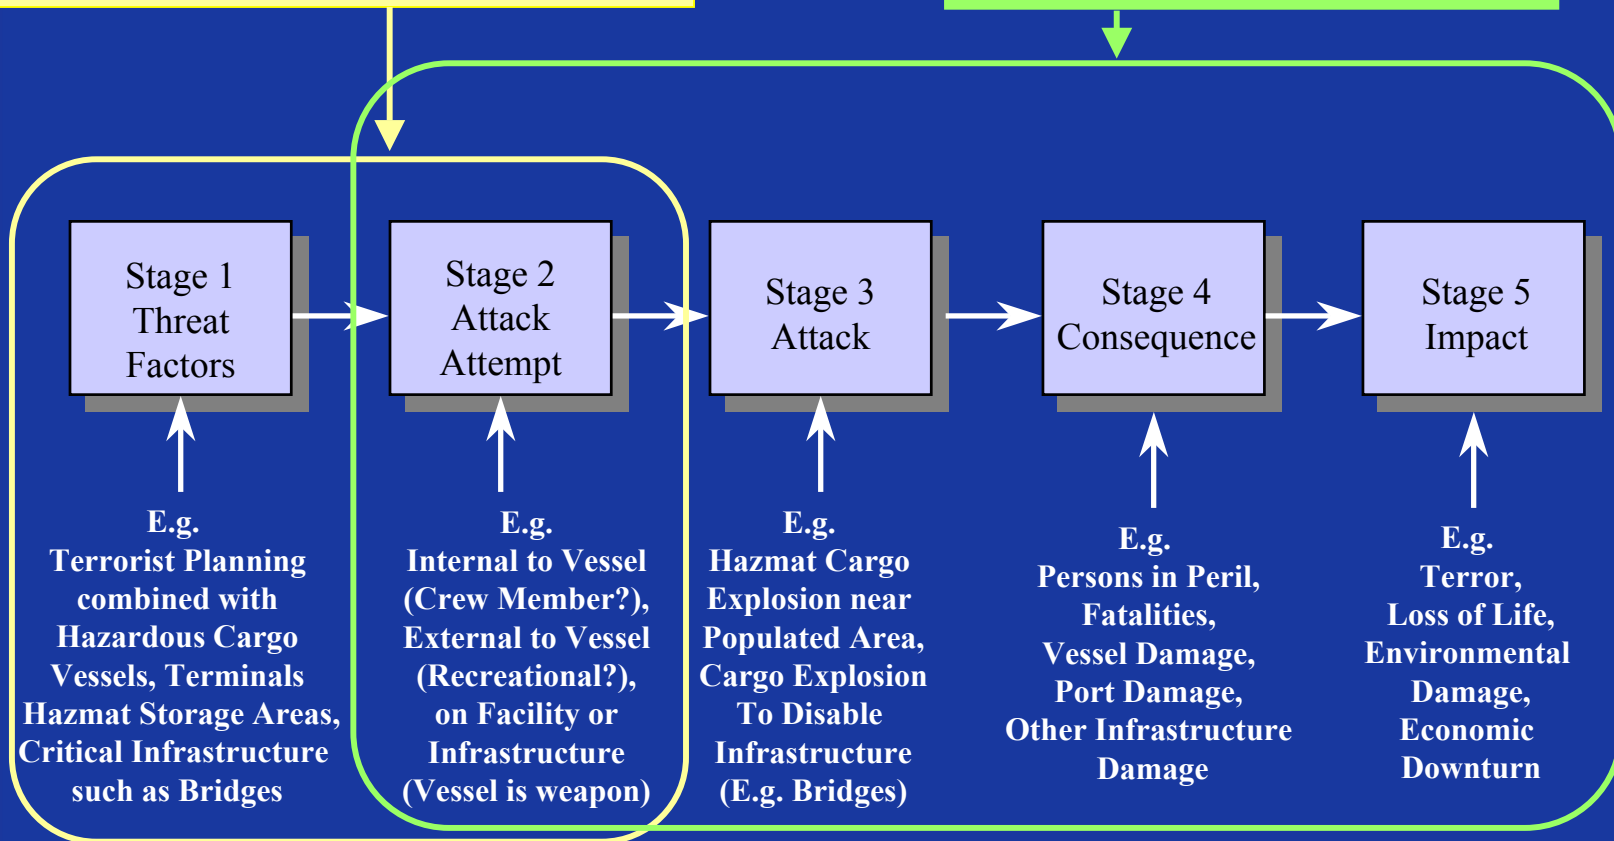 Stage 1
Threat
Factors
Stage 2
Attack
Attempt
Stage 3
Attack
Stage 4
Consequence
Stage 5
Impact
E.g.
Terrorist Planning
combined with
Hazardous Cargo
Vessels, Terminals
Hazmat Storage Areas,
Critical Infrastructure
such as Bridges
E.g.
Internal to Vessel
(Crew Member?),
External to Vessel
(Recreational?),
on Facility or
Infrastructure
(Vessel is weapon)
E.g.
Hazmat Cargo
Explosion near
Populated Area,
Cargo Explosion
To Disable
Infrastructure
(E.g. Bridges)
E.g.
Persons in Peril,
Fatalities,
Vessel Damage,
Port Damage,
Other Infrastructure
Damage
E.g.
Terror,
Loss of Life,
Environmental
Damage,
Economic
Downturn